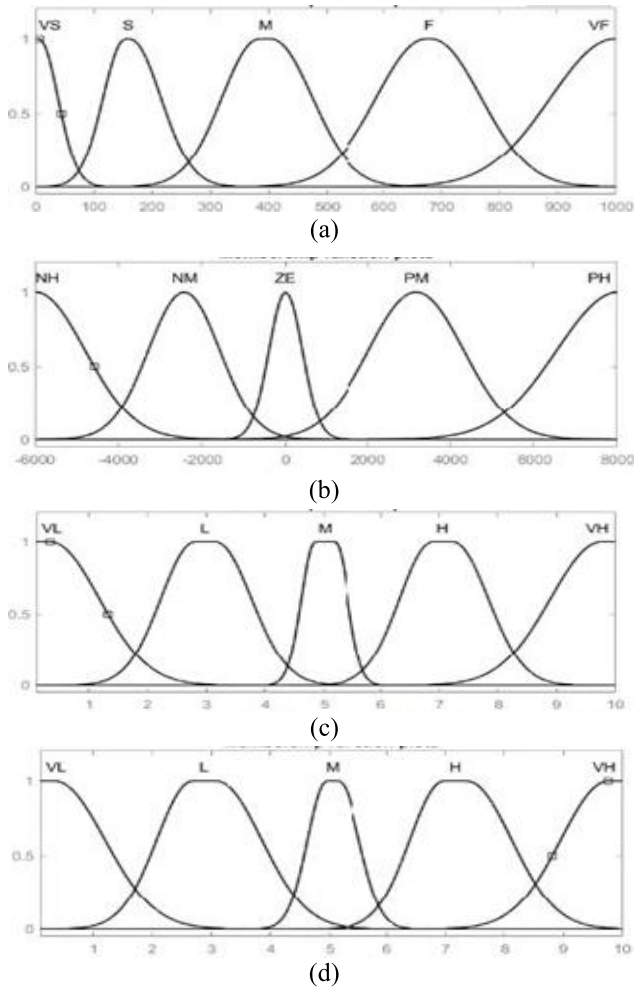 VS S M F VF
1
0.5
0
0 100 200 300 400 500 600 700 800 900 1000
(a)
NH NM ZE PM PH
1
0.5
0
-6000 -4000 -2000 0 2000 4000 6000 8000
(b)
VL L M H VH
1
0.5
0
1 2 3 4 5 6 7 8 9 10
(c)
VL L M H VH
1
0.5
0
1 2 3 4 5 6 7 8 9 10
(d)